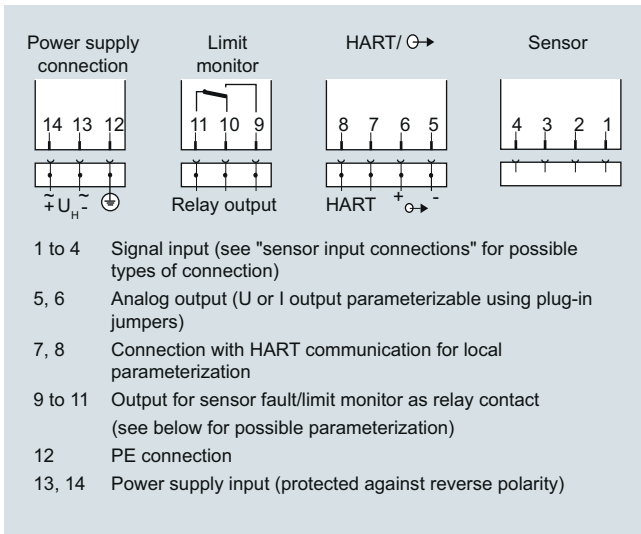 Power supply connection
Limit monitor
HART/
Sensor
14 13 12
11 10 9
8 7 6 5
4 3 2 1
+ U_H -
Relay output
HART + -
1 to 4 Signal input (see "sensor input connections" for possible
types of connection)
5, 6 Analog output (U or I output parameterizable using plug-in
jumpers)
7, 8 Connection with HART communication for local
parameterization
9 to 11 Output for sensor fault/limit monitor as relay contact
(see below for possible parameterization)
12 PE connection
13, 14 Power supply input (protected against reverse polarity)